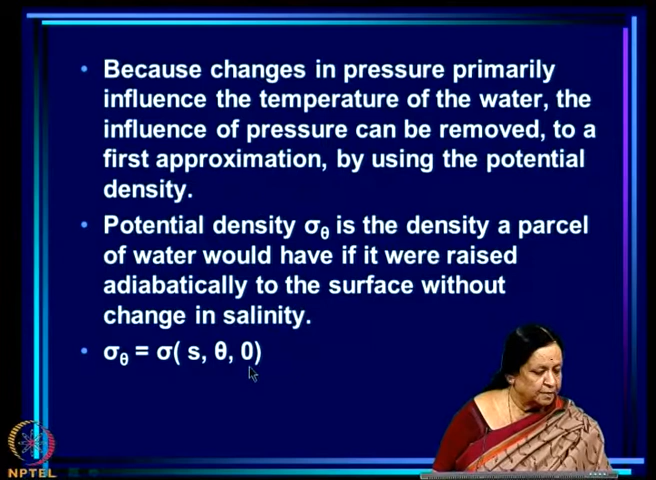 • Because changes in pressure primarily
influence the temperature of the water, the
influence of pressure can be removed, to a
first approximation, by using the potential
density.
• Potential density σθ is the density a parcel
of water would have if it were raised
adiabatically to the surface without
change in salinity.
• σθ = σ( s, θ, 0)
NPTEL